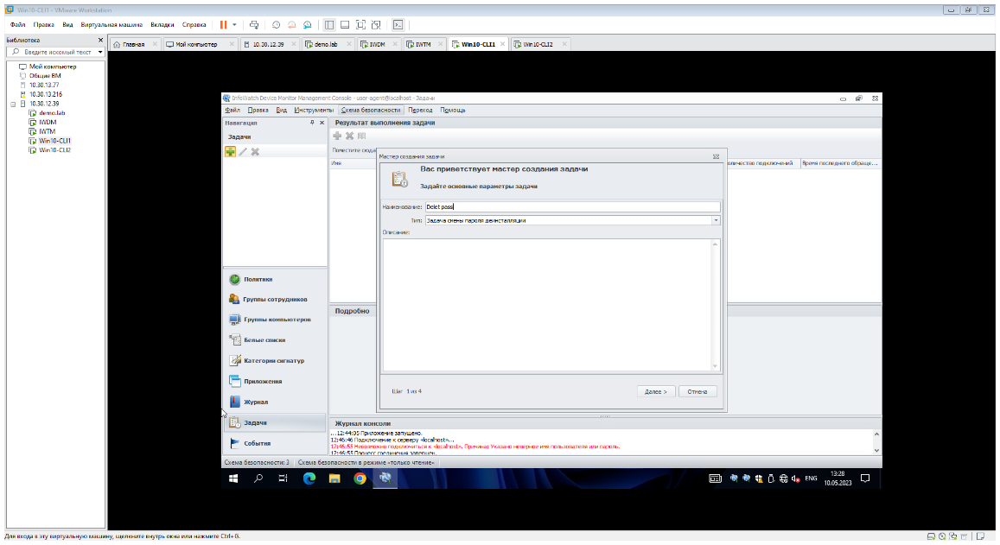 Win10-CLI1 - VMware Workstation
Файл Правка Вид Виртуальная машина Вкладки Справка
Библиотека
Введите искомый текст
Мой компьютер
Общие ВМ
10.30.13.77
10.30.13.216
10.30.12.39
demo.lab
IWDM
IWTM
Win10-CLI1
Win10-CLI2
Главная Мой компьютер 10.30.12.39 demo.lab IWDM IWTM Win10-CLI1 Win10-CLI2
InfoWatch Device Monitor Management Console - user-agent@localhost - Задачи
Файл Правка Вид Инструменты Схема безопасности Переход Помощь
Навигация
Задачи
Результат выполнения задачи
Поместите сюда
Имя
оличество подключений Время последнего обраще...
Мастер создания задачи
Вас приветствует мастер создания задачи
Задайте основные параметры задачи
Наименование: Delet pass
Тип: Задача смены пароля деинсталляции
Описание:
Шаг 1 из 4
Далее > Отмена
Политики
Группы сотрудников
Группы компьютеров
Белые списки
Категории сигнатур
Приложения
Журнал
Задачи
События
Подробно
Журнал консоли
...12:44:05 Приложение запущено.
12:46:46 Подключение к серверу «localhost»...
12:46:55 Невозможно подключиться к «localhost». Причина: Указано неверное имя пользователя или пароль.
12:46:55 Процесс соединения завершен.
Схема безопасности: 3 Схема безопасности в режиме «только чтение»
ENG
13:28
10.05.2023
Для входа в эту виртуальную машину, щелкните внутрь окна или нажмите Ctrl+G.